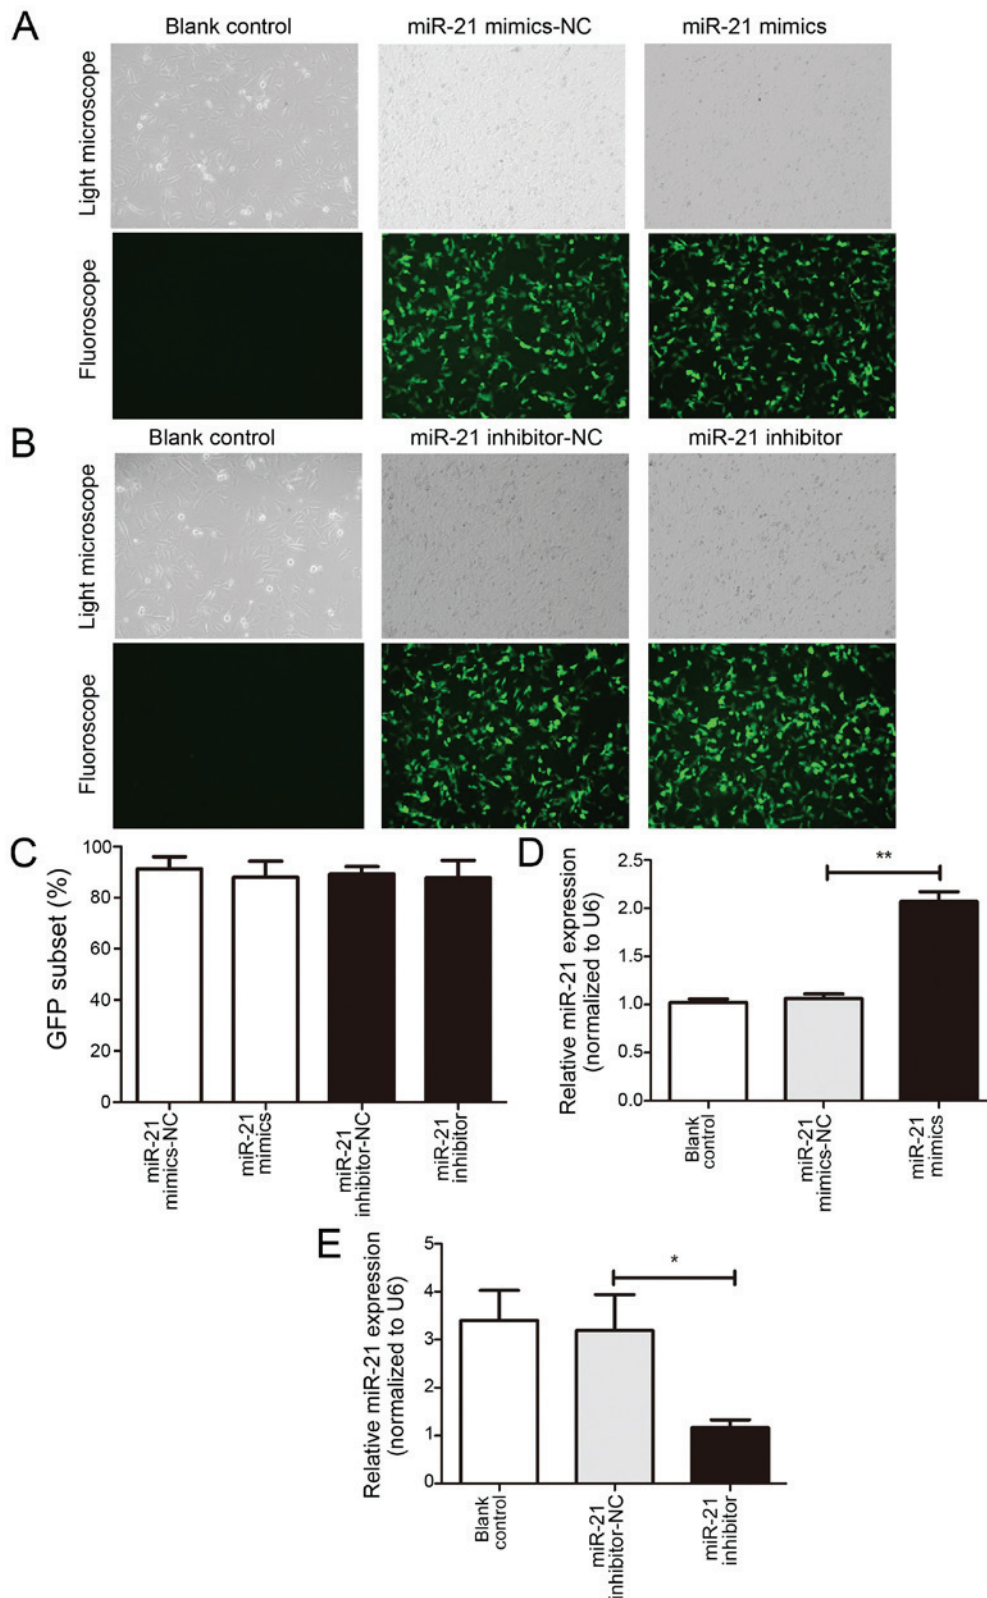 A
Blank control
miR-21 mimics-NC
miR-21 mimics
Light microscope
Fluoroscope
B
Blank control
miR-21 inhibitor-NC
miR-21 inhibitor
Light microscope
Fluoroscope
C
GFP subset (%)
100
80
60
40
20
0
miR-21
mimics-NC
miR-21
mimics
miR-21
inhibitor-NC
miR-21
inhibitor
D
Relative miR-21 expression
(normalized to U6)
2.5
2.0
1.5
1.0
0.5
0.0
**
Blank
control
miR-21
mimics-NC
miR-21
mimics
E
Relative miR-21 expression
(normalized to U6)
5
4
3
2
1
0
*
Blank
control
miR-21
inhibitor-NC
miR-21
inhibitor